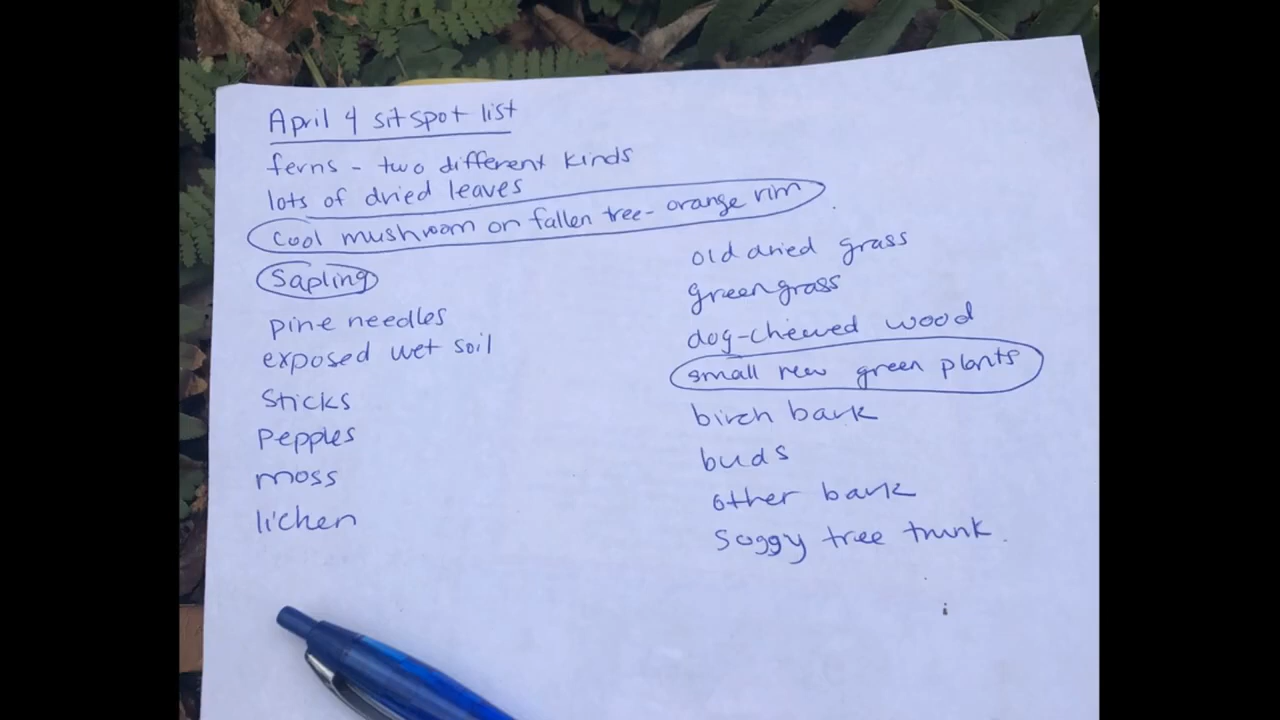 April 4 sit spot list
ferns - two different kinds
lots of dried leaves
cool mushroom on fallen tree - orange rim
Sapling
pine needles
exposed wet soil
Sticks
Pepples
moss
lichen
old dried grass
green grass
dog-chewed wood
small new green plants
birch bark
buds
other bark
Soggy tree trunk.